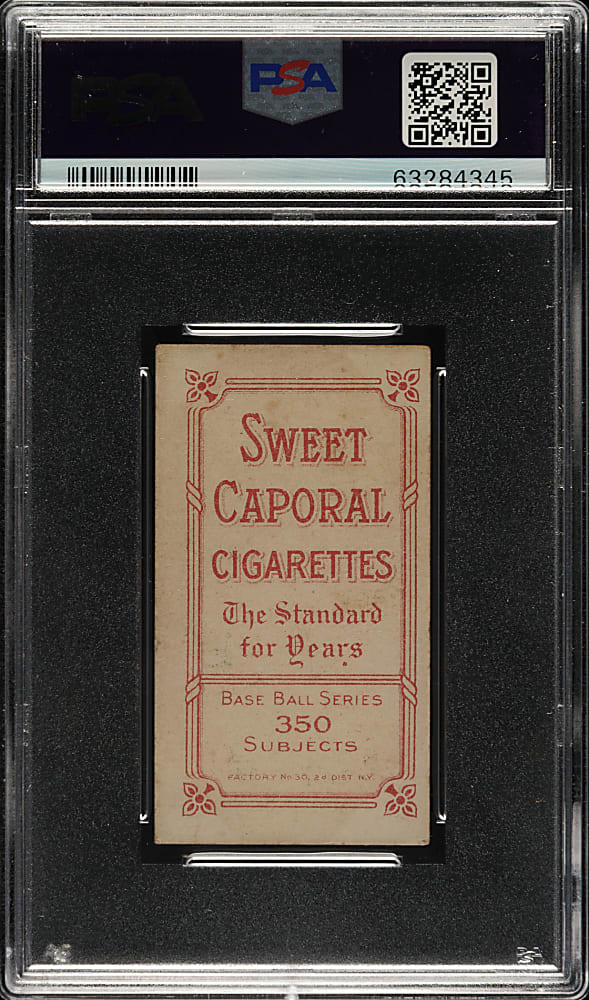 PSA
63284345
SWEET
CAPORAL
CIGARETTES
The Standard
for Years
BASE BALL SERIES
350
SUBJECTS
FACTORY No 30, 2d DIST N.Y.